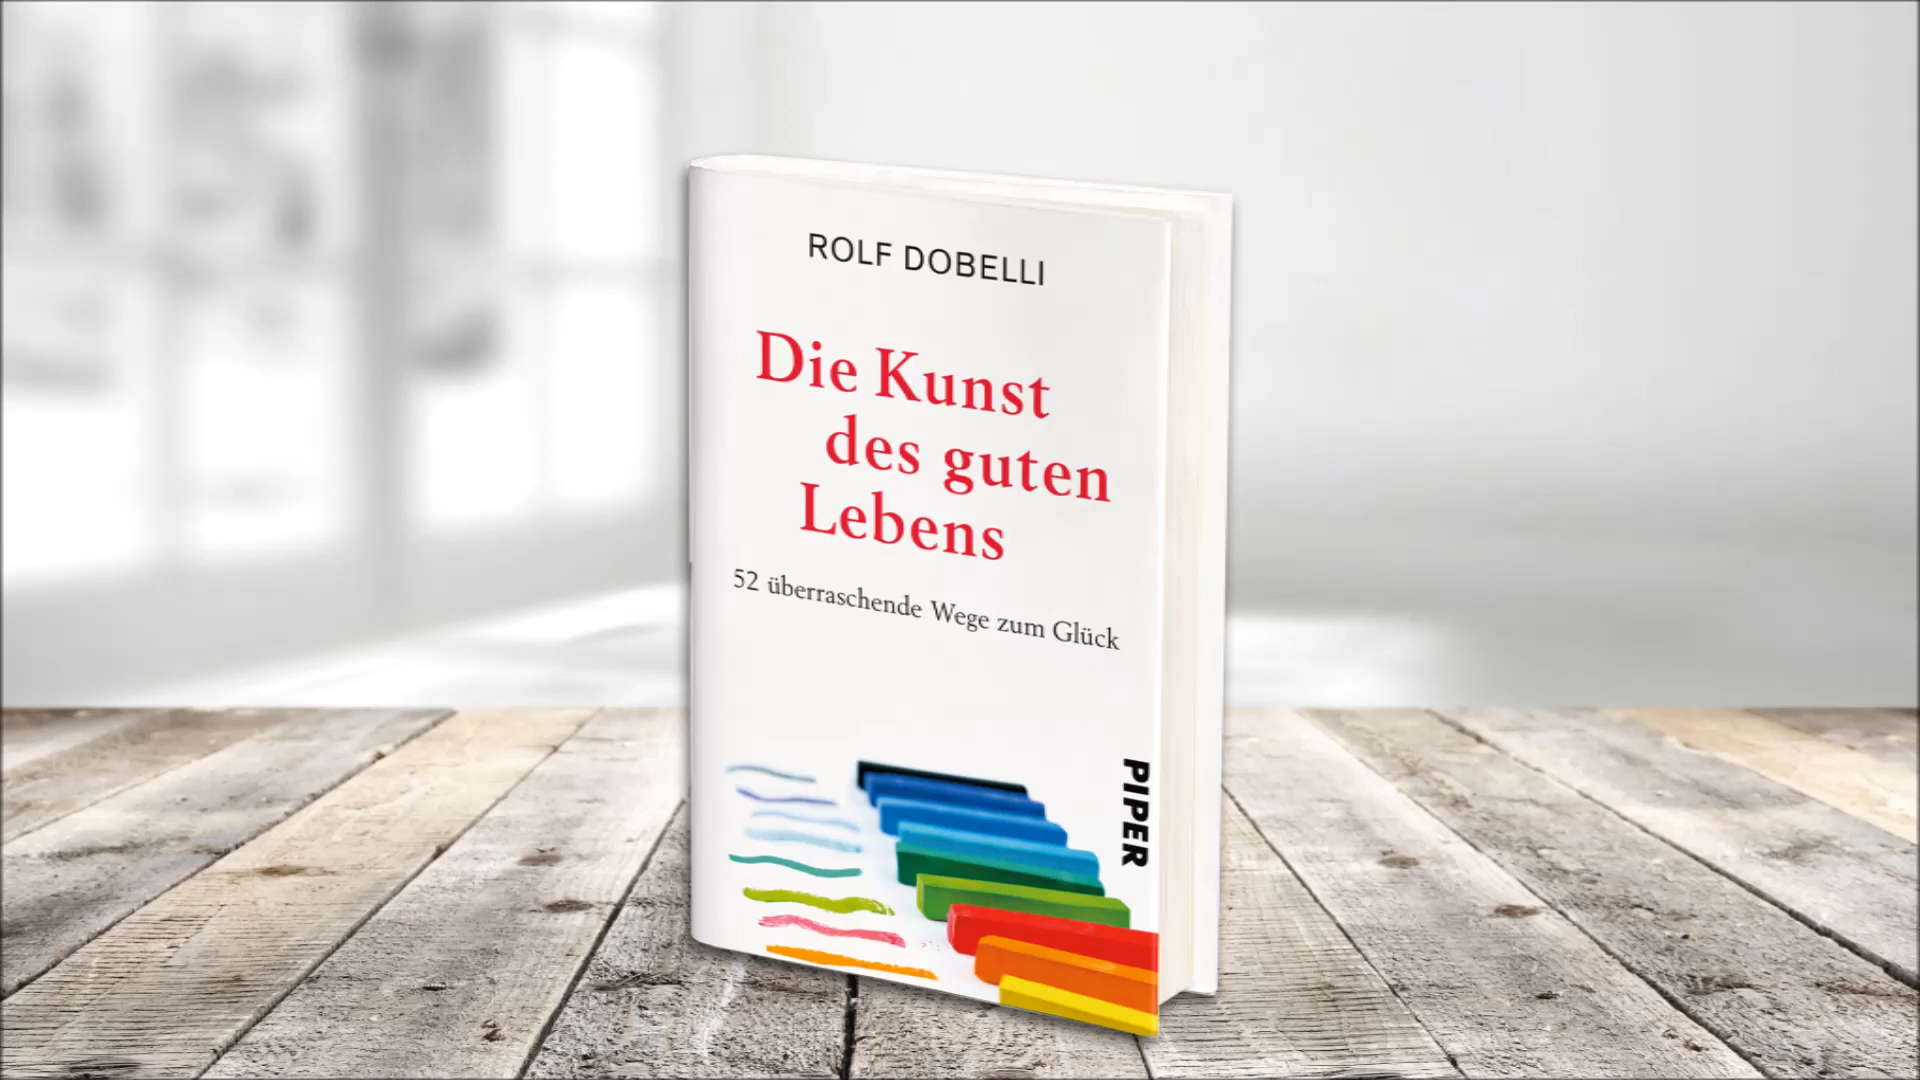 ROLF DOBELLI
Die Kunst
des guten
Lebens
52 überraschende Wege zum Glück
PIPER